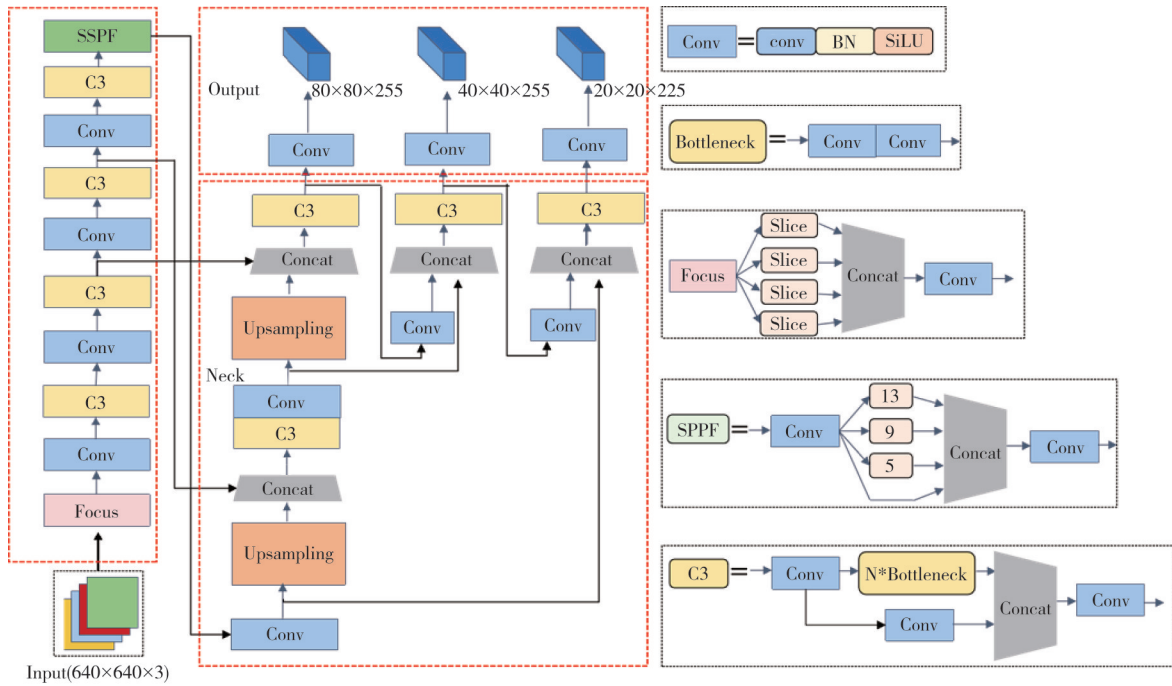 SSPF
C3
Conv
C3
Conv
C3
Conv
C3
Conv
Focus
Input(640×640×3)
Output
80×80×255
40×40×255
20×20×225
Conv
Conv
Conv
C3
C3
C3
Concat
Concat
Concat
Upsampling
Conv
Conv
Neck
Conv
C3
Concat
Upsampling
Conv
Conv
=
conv
BN
SiLU
Bottleneck
=
Conv
Conv
Focus
=
Slice
Slice
Slice
Slice
Concat
Conv
SPPF
=
Conv
13
9
5
Concat
Conv
C3
=
Conv
N*Bottleneck
Conv
Concat
Conv